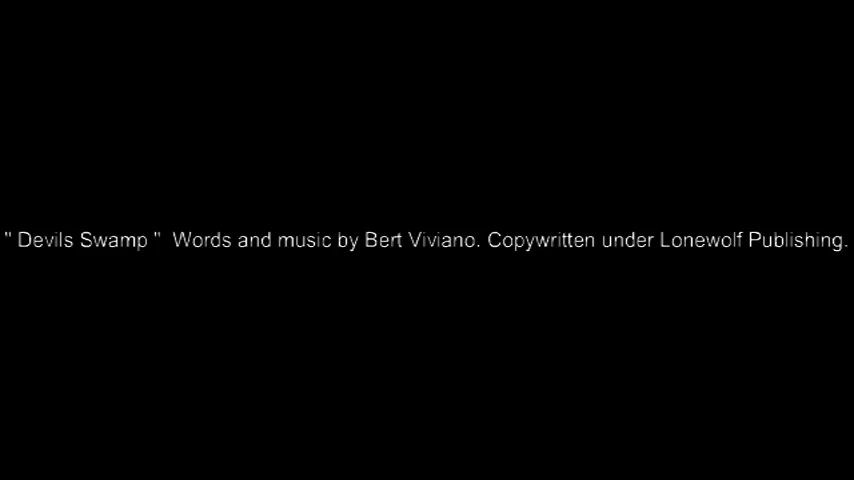 " Devils Swamp "  Words and music by Bert Viviano. Copywritten under Lonewolf Publishing.